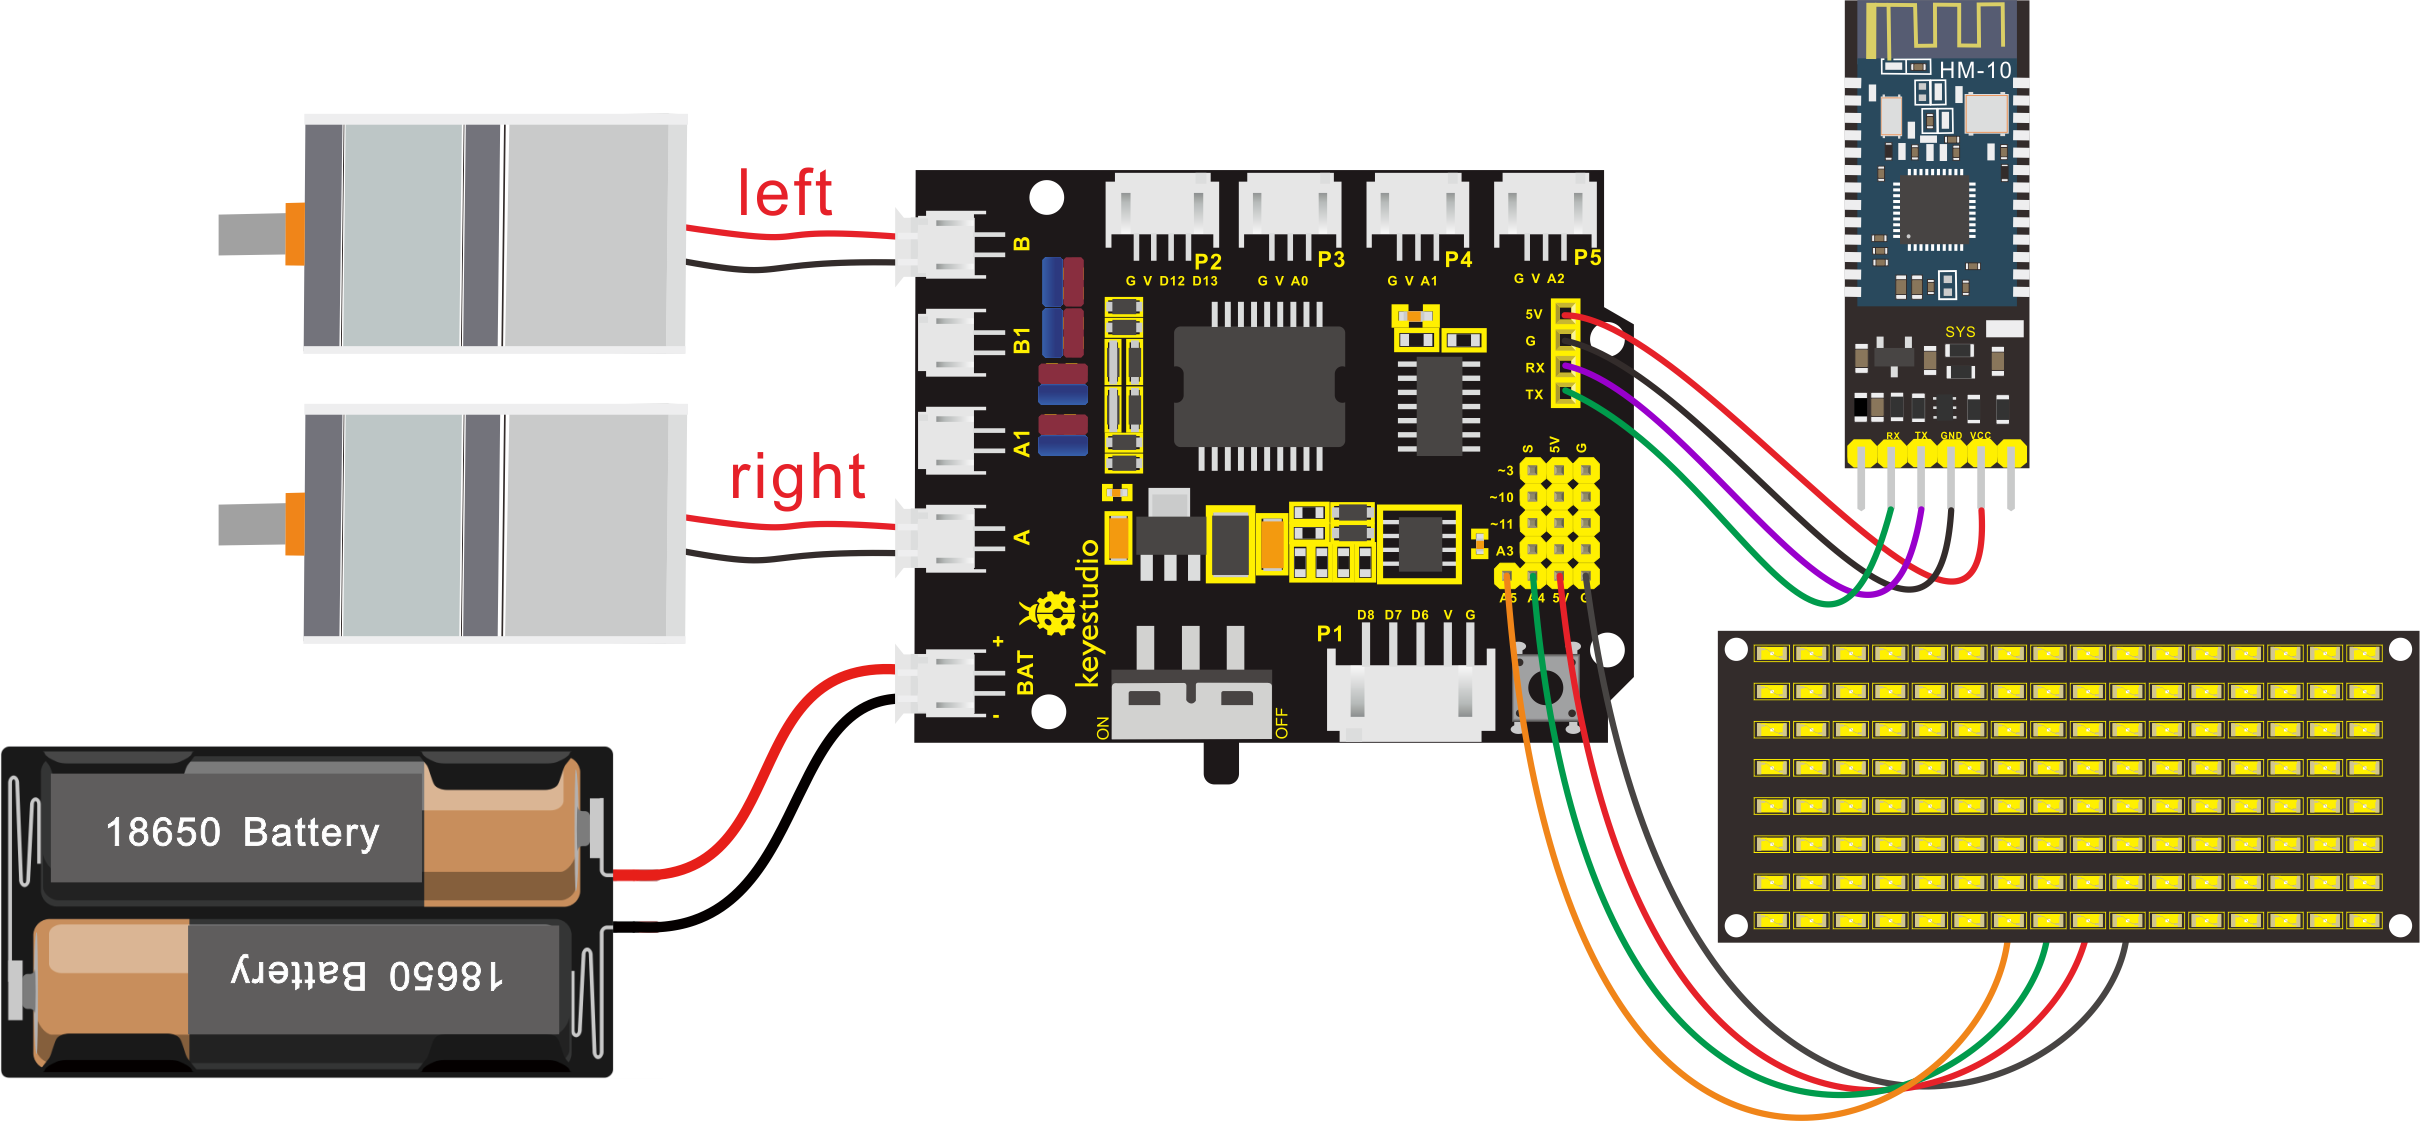 HM-10
SYS
RX TX GND VCC
left
right
B
B1
A1
A
+
BAT
-
P2
G V D12 D13
P3
G V A0
P4
G V A1
P5
G V A2
5V
G
RX
TX
S 5V G
~3
~10
~11
A3
A5 A4 5V G
keyestudio
ON
OFF
P1
D8 D7 D6 V G
18650 Battery
18650 Battery